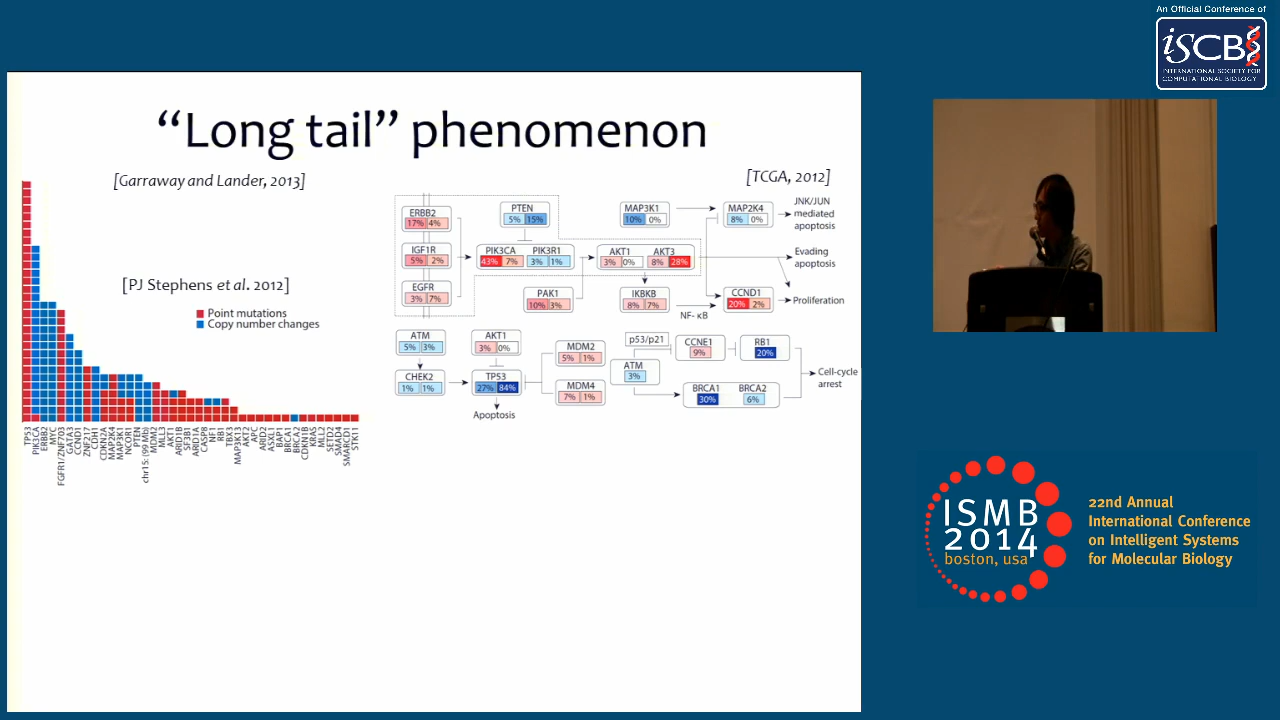 An Official Conference of
iSCB
INTERNATIONAL SOCIETY FOR
COMPUTATIONAL BIOLOGY
“Long tail” phenomenon
[Garraway and Lander, 2013]
[PJ Stephens et al. 2012]
Point mutations
Copy number changes
TP53
PIK3CA
ERBB2
MYC
FGFR1/ZNF703
GATA3
CCND1
ZNF217
CDH1
CDKN2A
MAP2K4
MAP3K1
NCOR1
PTEN
chr15: (99 Mb)
MDM2
MLL3
AKT1
ARID1B
SF3B1
ARID1A
CASP8
NF1
RB1
TBX3
MAP3K13
AKT2
APC
ARID2
ASXL1
BAP1
BRCA1
BRCA2
CDKN1B
KRAS
MLL2
SETD2
SMAD4
SMARCD1
STK11
[TCGA, 2012]
ERBB2
17% 4%
IGF1R
5% 2%
EGFR
3% 7%
PTEN
5% 15%
PIK3CA PIK3R1
43% 7% 3% 1%
PAK1
10% 3%
MAP3K1
10% 0%
AKT1 AKT3
3% 0% 8% 28%
IKBKB
8% 7%
NF- κB
MAP2K4
8% 0%
CCND1
20% 2%
JNK/JUN
mediated
apoptosis
Evading
apoptosis
Proliferation
ATM
5% 3%
CHEK2
1% 1%
AKT1
3% 0%
TP53
27% 84%
Apoptosis
MDM2
5% 1%
MDM4
7% 1%
p53/p21
ATM
3%
CCNE1
9%
RB1
20%
BRCA1 BRCA2
30% 6%
Cell-cycle
arrest
ISMB
2014
boston, usa
22nd Annual
International Conference
on Intelligent Systems
for Molecular Biology